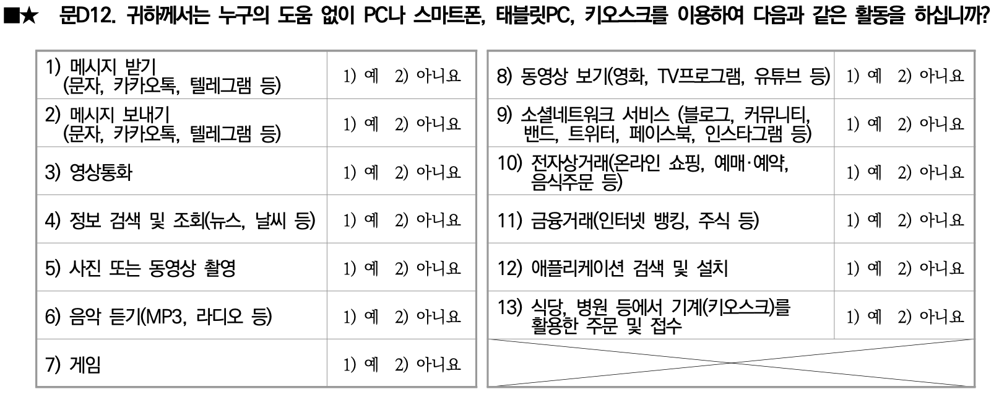 ■★ 문D12. 귀하께서는 누구의 도움 없이 PC나 스마트폰, 태블릿PC, 키오스크를 이용하여 다음과 같은 활동을 하십니까?
1) 메시지 받기
(문자, 카카오톡, 텔레그램 등)
1) 예 2) 아니요
2) 메시지 보내기
(문자, 카카오톡, 텔레그램 등)
1) 예 2) 아니요
3) 영상통화
1) 예 2) 아니요
4) 정보 검색 및 조회(뉴스, 날씨 등)
1) 예 2) 아니요
5) 사진 또는 동영상 촬영
1) 예 2) 아니요
6) 음악 듣기(MP3, 라디오 등)
1) 예 2) 아니요
7) 게임
1) 예 2) 아니요
8) 동영상 보기(영화, TV프로그램, 유튜브 등)
1) 예 2) 아니요
9) 소셜네트워크 서비스 (블로그, 커뮤니티,
밴드, 트위터, 페이스북, 인스타그램 등)
1) 예 2) 아니요
10) 전자상거래(온라인 쇼핑, 예매·예약,
음식주문 등)
1) 예 2) 아니요
11) 금융거래(인터넷 뱅킹, 주식 등)
1) 예 2) 아니요
12) 애플리케이션 검색 및 설치
1) 예 2) 아니요
13) 식당, 병원 등에서 기계(키오스크)를
활용한 주문 및 접수
1) 예 2) 아니요